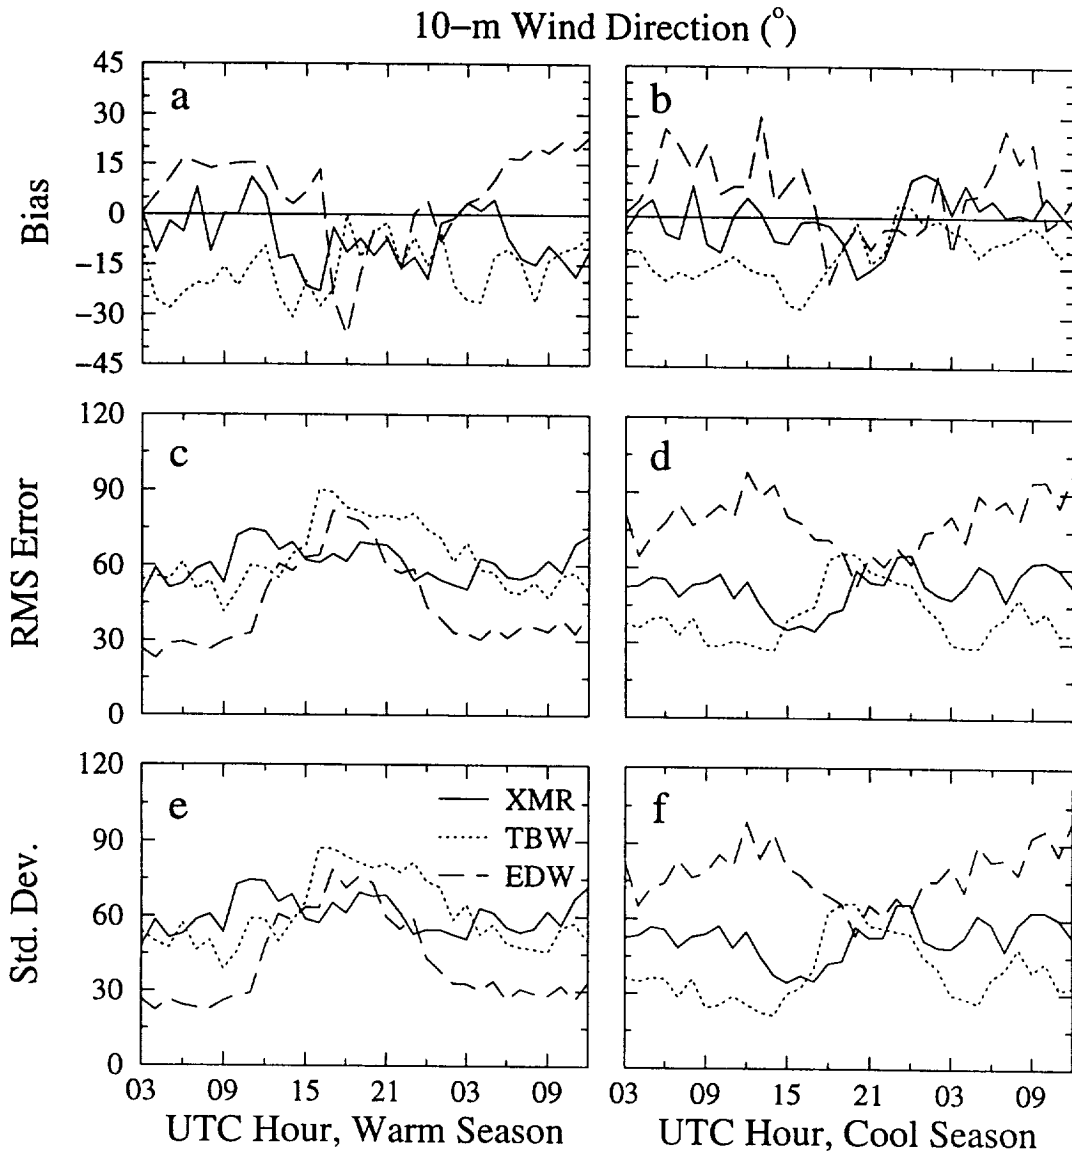 10–m Wind Direction (°)
Bias
45
30
15
0
−15
−30
−45
a
b
RMS Error
120
90
60
30
0
c
d
Std. Dev.
120
90
60
30
0
e
XMR
TBW
EDW
f
03 09 15 21 03 09
03 09 15 21 03 09
UTC Hour, Warm Season
UTC Hour, Cool Season